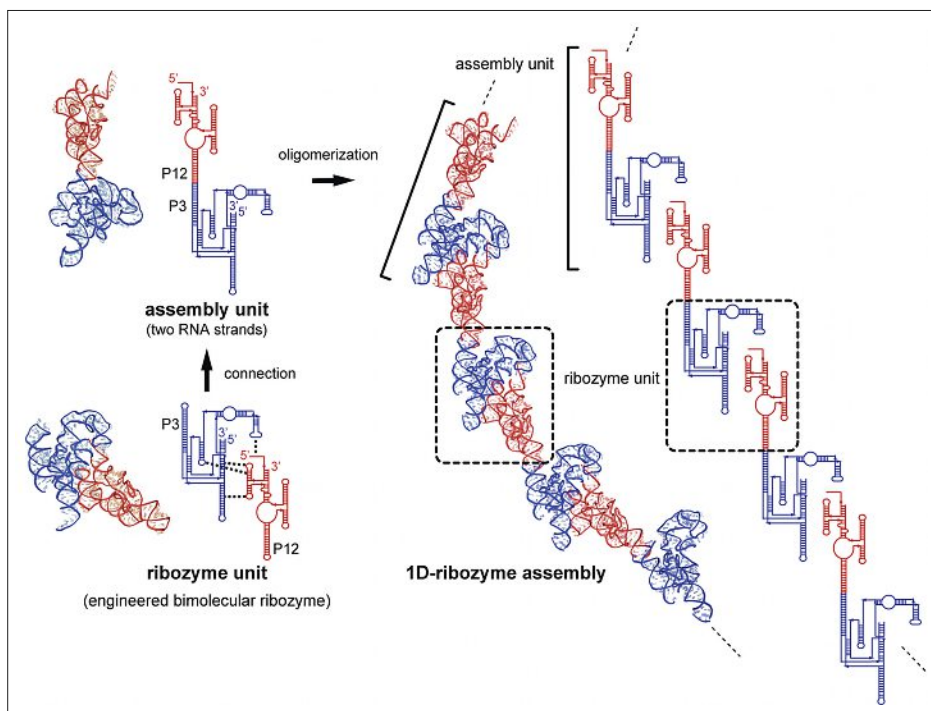 5'
3'
P12
P3
3'
5'
assembly unit
(two RNA strands)
connection
P3
3'
5'
5'
3'
P12
ribozyme unit
(engineered bimolecular ribozyme)
oligomerization
assembly unit
ribozyme unit
1D-ribozyme assembly